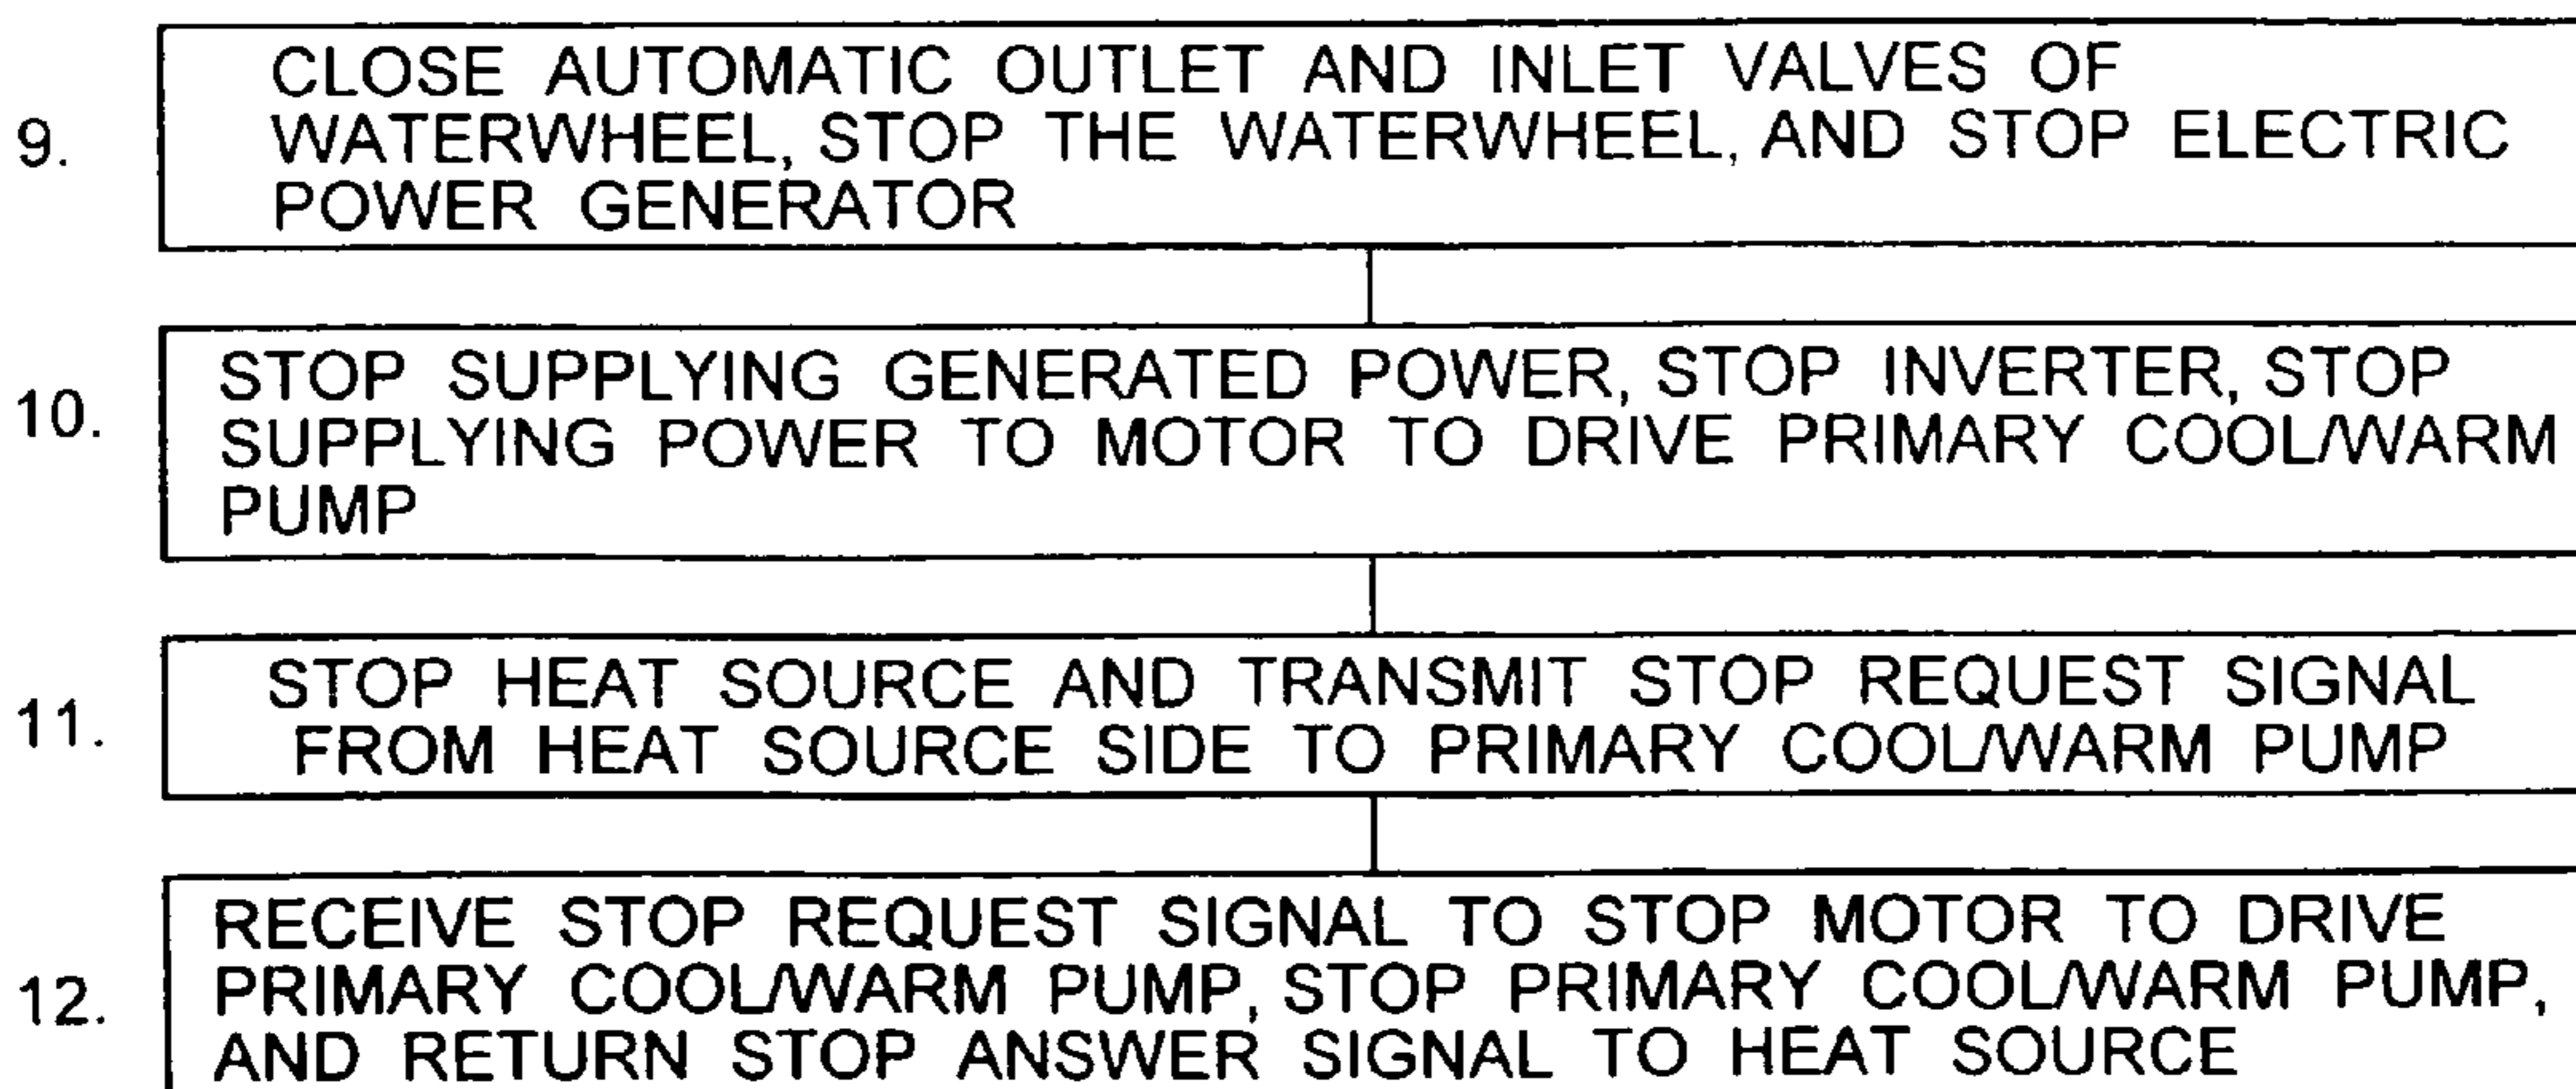 9.
CLOSE AUTOMATIC OUTLET AND INLET VALVES OF
WATERWHEEL, STOP THE WATERWHEEL, AND STOP ELECTRIC
POWER GENERATOR
10.
STOP SUPPLYING GENERATED POWER, STOP INVERTER, STOP
SUPPLYING POWER TO MOTOR TO DRIVE PRIMARY COOL/WARM
PUMP
11.
STOP HEAT SOURCE AND TRANSMIT STOP REQUEST SIGNAL
FROM HEAT SOURCE SIDE TO PRIMARY COOL/WARM PUMP
12.
RECEIVE STOP REQUEST SIGNAL TO STOP MOTOR TO DRIVE
PRIMARY COOL/WARM PUMP, STOP PRIMARY COOL/WARM PUMP,
AND RETURN STOP ANSWER SIGNAL TO HEAT SOURCE